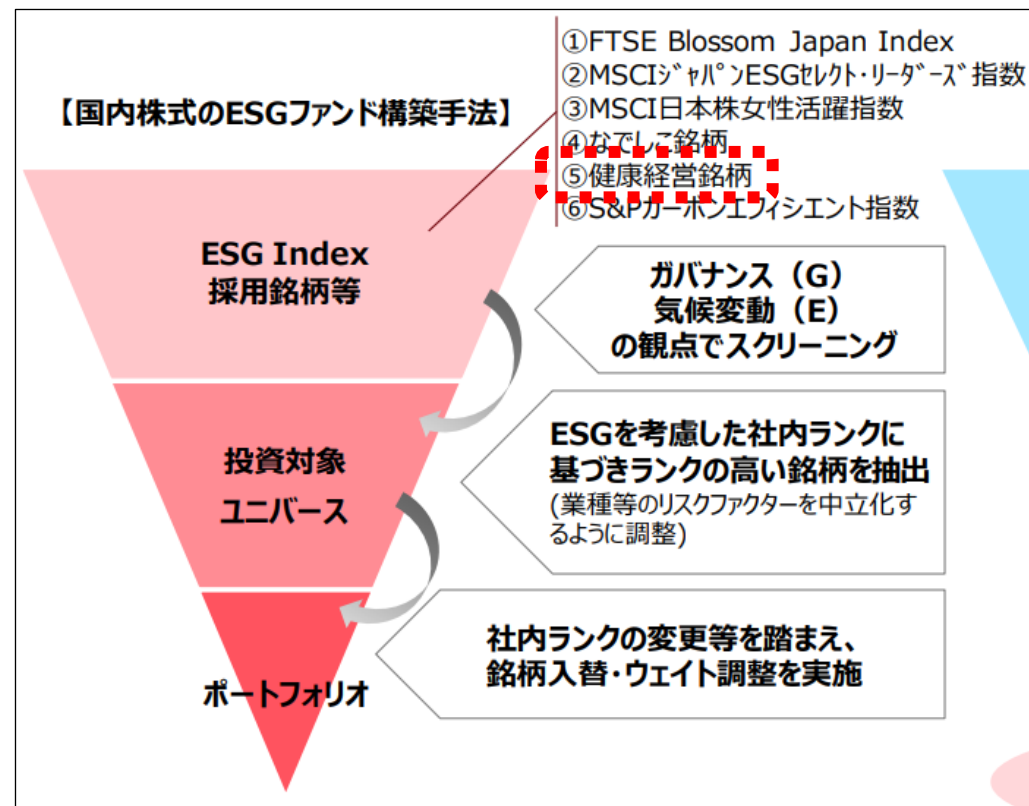 ①FTSE Blossom Japan Index
②MSCIｼﾞｬﾊﾟﾝESGｾﾚｸﾄ・ﾘｰﾀﾞｰｽﾞ指数
③MSCI日本株女性活躍指数
④なでしこ銘柄
⑤健康経営銘柄
⑥S&Pカーボンエフィシエント指数
【国内株式のESGファンド構築手法】
ESG Index
採用銘柄等
ガバナンス（G）
気候変動（E）
の観点でスクリーニング
投資対象
ユニバース
ESGを考慮した社内ランクに
基づきランクの高い銘柄を抽出
(業種等のリスクファクターを中立化す
るように調整)
ポートフォリオ
社内ランクの変更等を踏まえ、
銘柄入替・ウェイト調整を実施